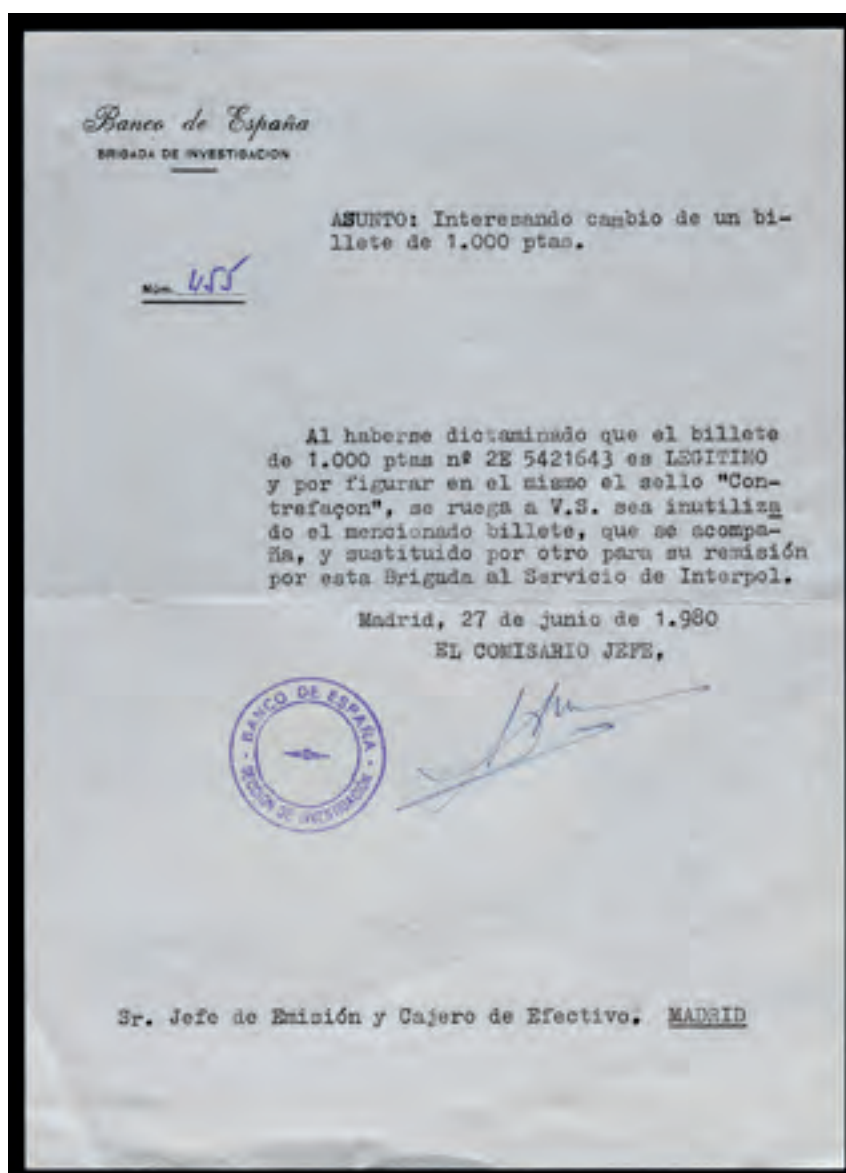 Banco de España
BRIGADA DE INVESTIGACION
ASUNTO: Interesando cambio de un bi-
llete de 1.000 ptas.
Núm. 455
Al haberse dictaminado que el billete
de 1.000 ptas nº 2E 5421643 es LEGITIMO
y por figurar en el mismo el sello "Con-
trefaçon", se ruega a V.S. sea inutiliza
do el mencionado billete, que se acompa-
ña, y sustituido por otro para su remisión
por esta Brigada al Servicio de Interpol.
Madrid, 27 de junio de 1.980
EL COMISARIO JEFE,
BANCO DE ESPAÑA
SECCION DE INVESTIGACIÓN
Sr. Jefe de Emisión y Cajero de Efectivo. MADRID